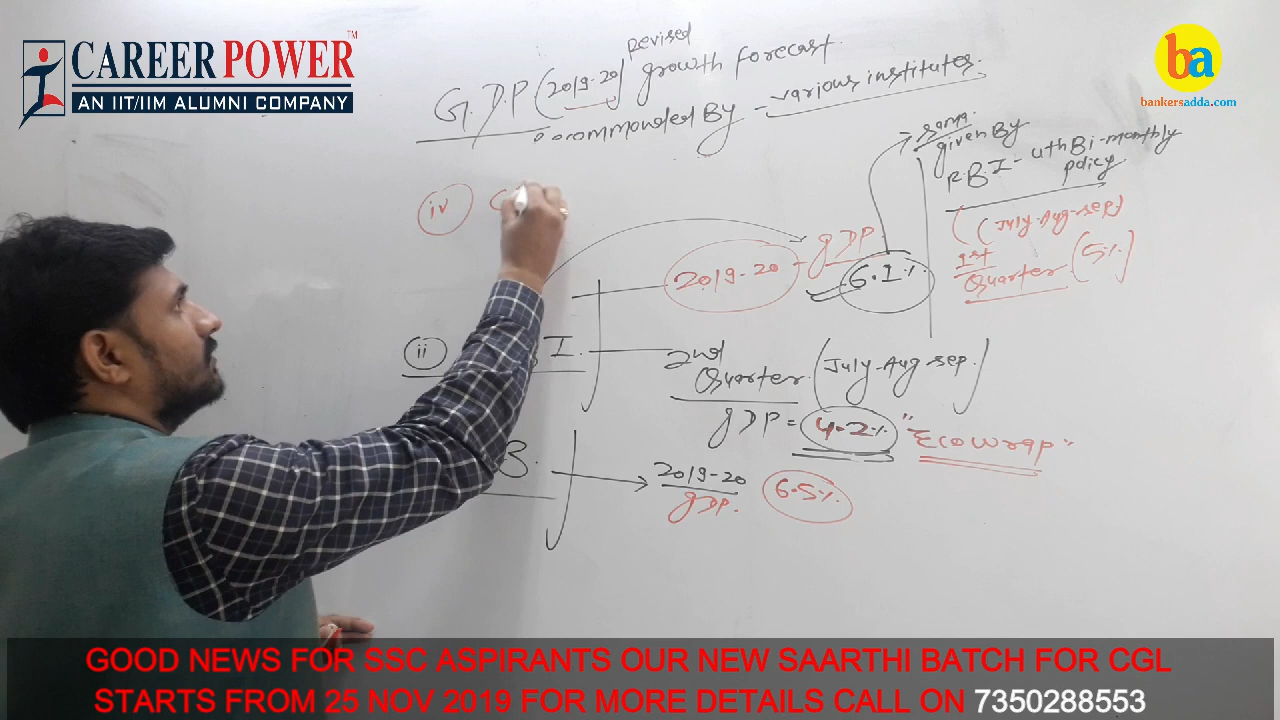 CAREER POWER TM
AN IIT/IIM ALUMNI COMPANY
ba
bankersadda.com
revised
G.D.P (2019-20) growth forecast
recommonded By - various institutes.
same
given By
R.B.I - 4th Bi-monthly
policy
(July-Aug-sep)
1st
Quarter (5%)
iv
2019-20 - gDP
6.1%
ii I.
2nd
Quarter (July-Aug-sep.)
gDP = 4.2% "Ecowrap"
B. 2019-20
gDP. 6.5%
GOOD NEWS FOR SSC ASPIRANTS OUR NEW SAARTHI BATCH FOR CGL
STARTS FROM 25 NOV 2019 FOR MORE DETAILS CALL ON 7350288553